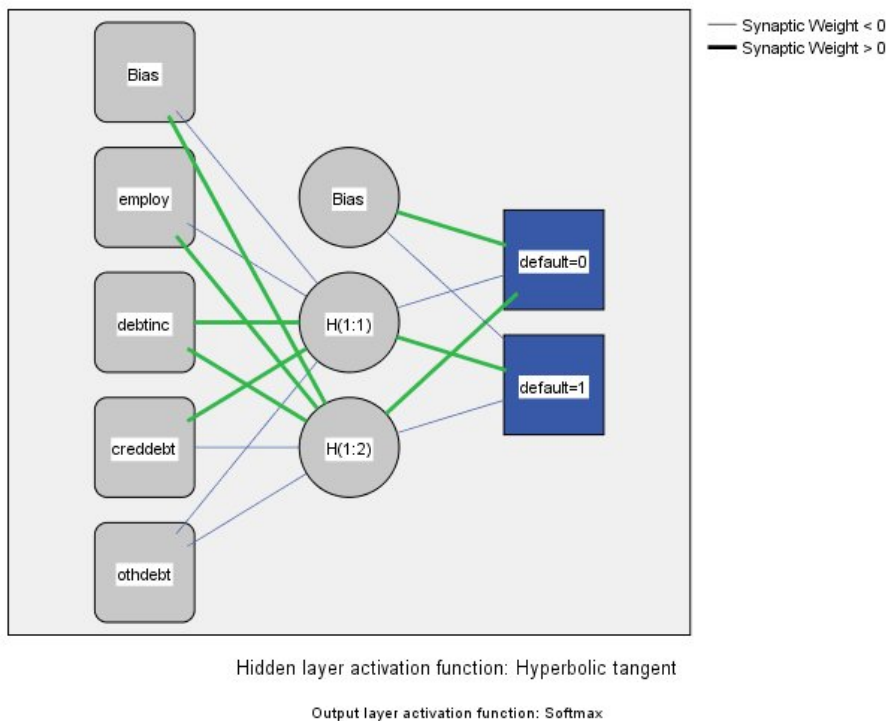 Synaptic Weight < 0
Synaptic Weight > 0
Bias
employ
debtinc
creddebt
othdebt
Bias
H(1:1)
H(1:2)
default=0
default=1
Hidden layer activation function: Hyperbolic tangent
Output layer activation function: Softmax